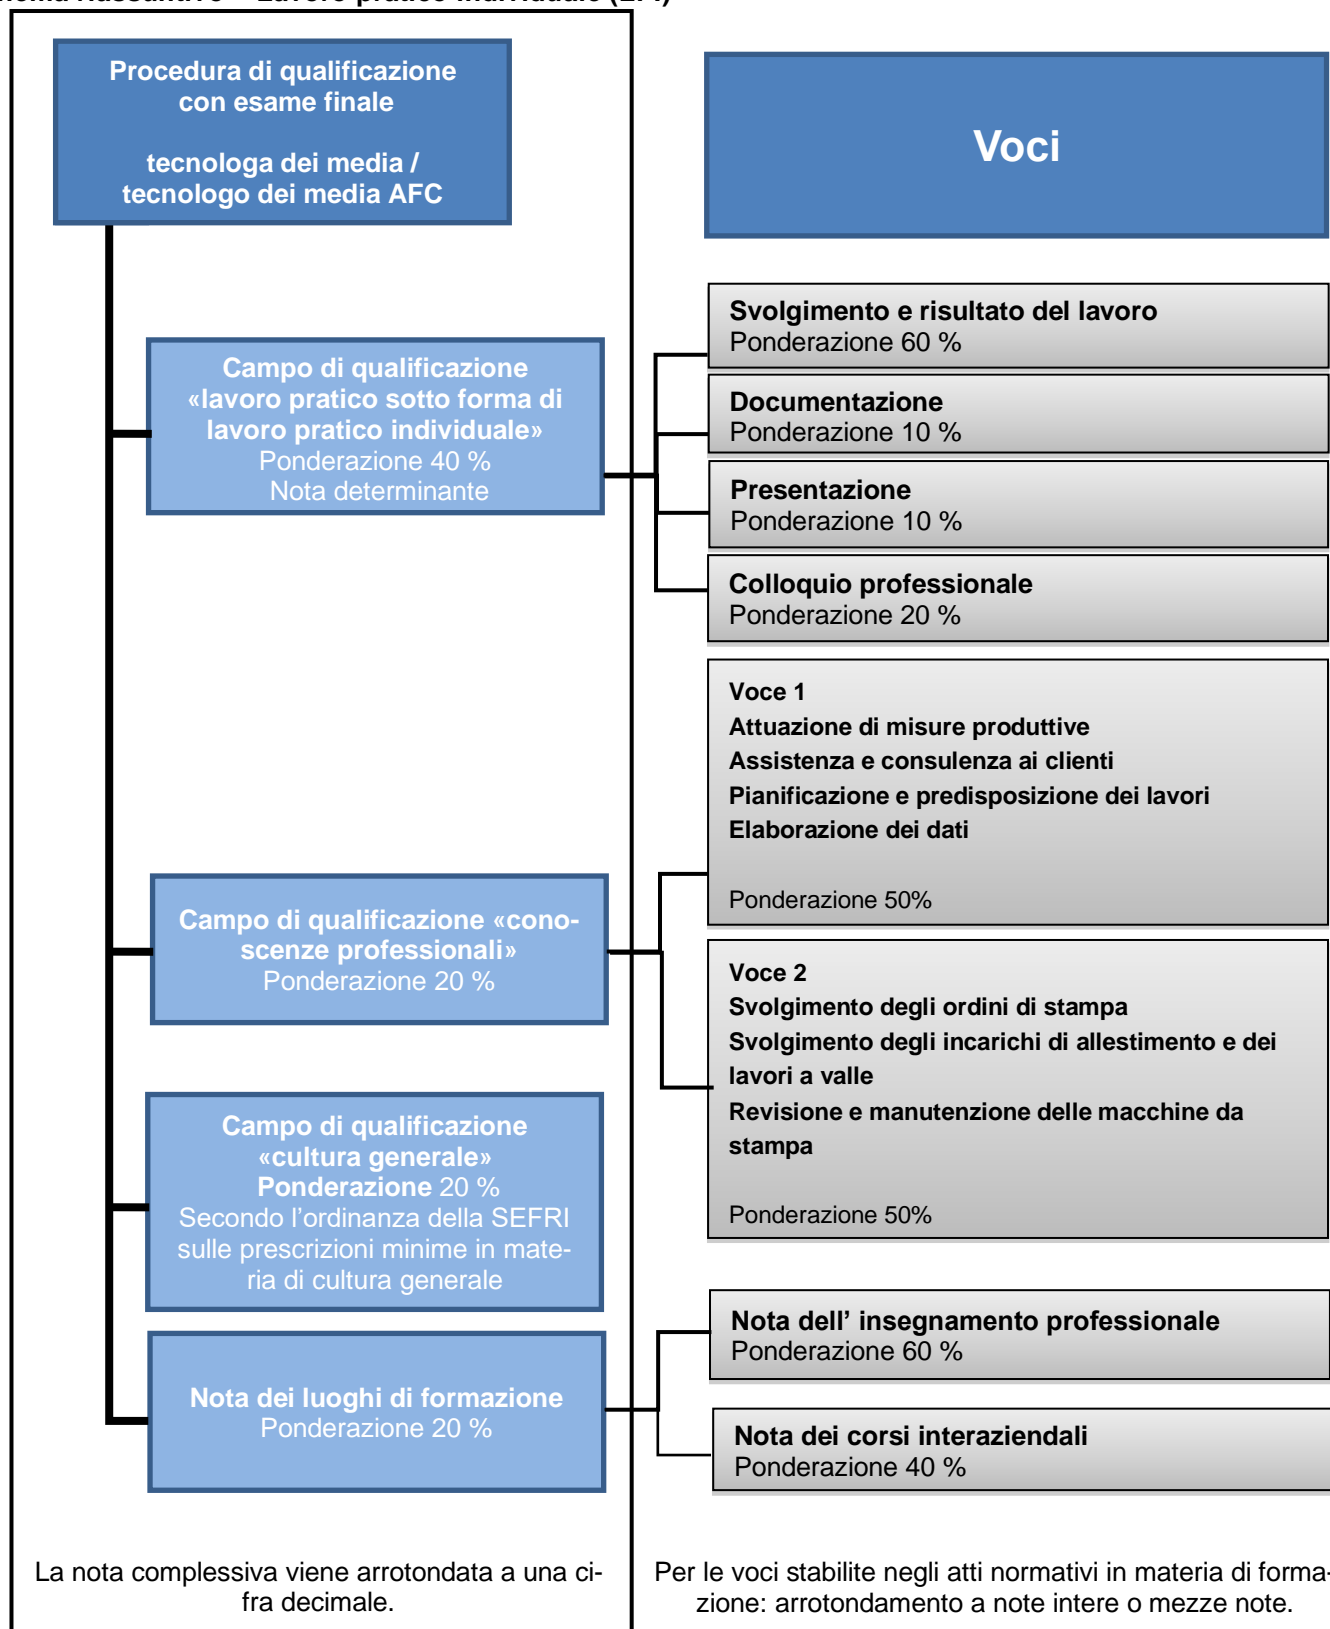 Lavoro pratico individuale
Procedura di qualificazione
con esame finale
tecnologa dei media /
tecnologo dei media AFC
Voci
Campo di qualificazione
«lavoro pratico sotto forma di
lavoro pratico individuale»
Ponderazione 40 %
Nota determinante
Svolgimento e risultato del lavoro
Ponderazione 60 %
Documentazione
Ponderazione 10 %
Presentazione
Ponderazione 10 %
Colloquio professionale
Ponderazione 20 %
Campo di qualificazione «cono-
scenze professionali»
Ponderazione 20 %
Voce 1
Attuazione di misure produttive
Assistenza e consulenza ai clienti
Pianificazione e predisposizione dei lavori
Elaborazione dei dati
Ponderazione 50%
Voce 2
Svolgimento degli ordini di stampa
Svolgimento degli incarichi di allestimento e dei
lavori a valle
Revisione e manutenzione delle macchine da
stampa
Ponderazione 50%
Campo di qualificazione
«cultura generale»
Ponderazione 20 %
Secondo l’ordinanza della SEFRI
sulle prescrizioni minime in mate-
ria di cultura generale
Nota dei luoghi di formazione
Ponderazione 20 %
Nota dell’ insegnamento professionale
Ponderazione 60 %
Nota dei corsi interaziendali
Ponderazione 40 %
La nota complessiva viene arrotondata a una ci-
fra decimale.
Per le voci stabilite negli atti normativi in materia di forma-
zione: arrotondamento a note intere o mezze note.